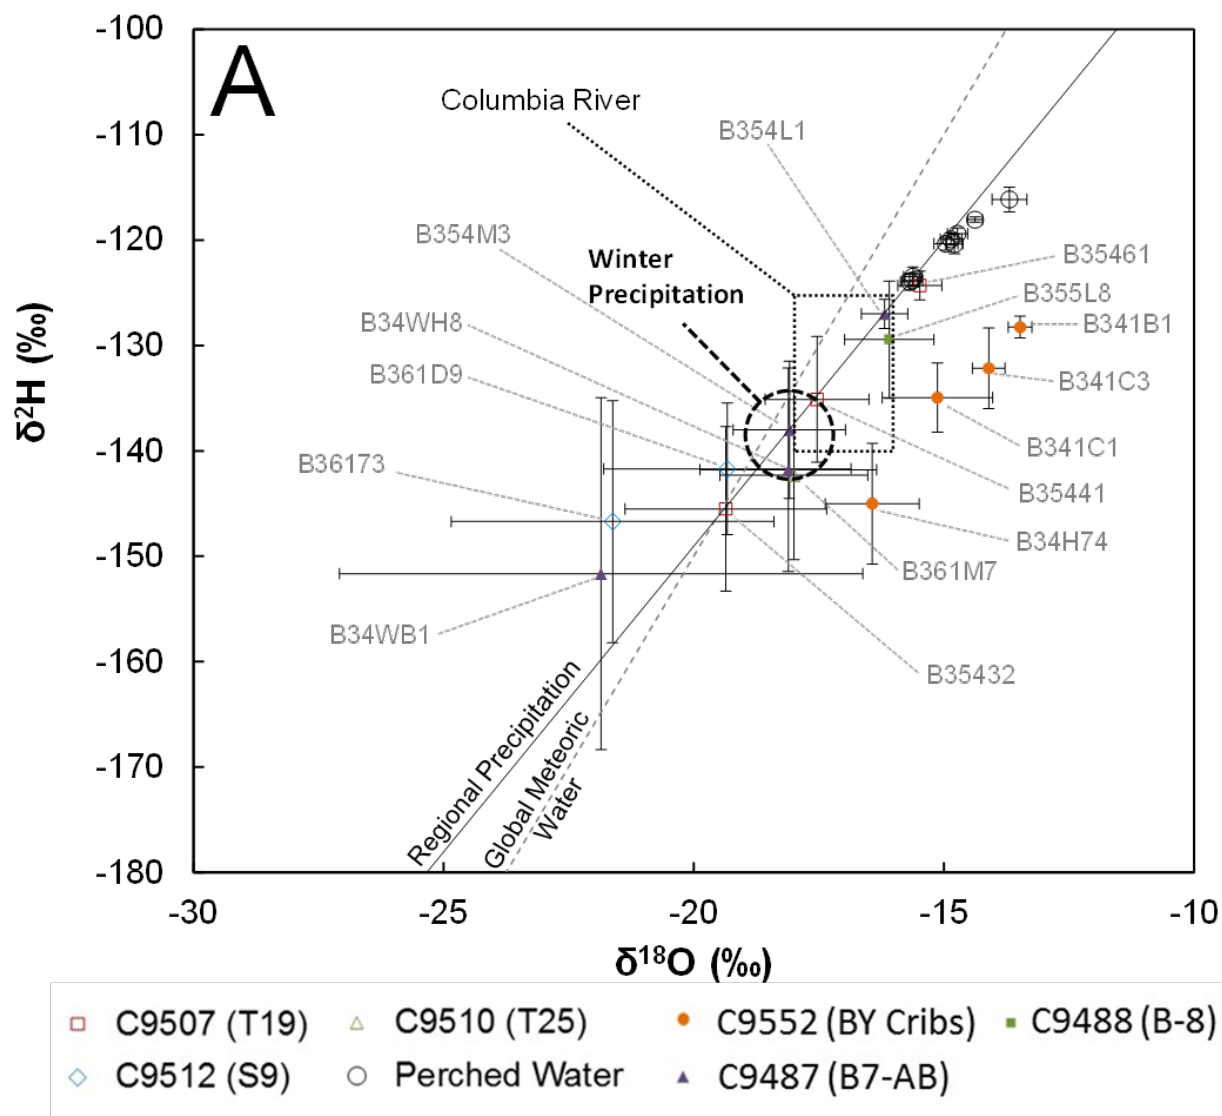 A
-100
-110
-120
-130
-140
-150
-160
-170
-180
δ²H (‰)
Columbia River
B354L1
B354M3
Winter
Precipitation
B35461
B355L8
B341B1
B34WH8
B361D9
B341C3
B36173
B341C1
B35441
B34H74
B361M7
B34WB1
B35432
Regional Precipitation
Global Meteoric
Water
-30
-25
-20
-15
-10
δ¹⁸O (‰)
C9507 (T19)
C9510 (T25)
C9552 (BY Cribs)
C9488 (B-8)
C9512 (S9)
Perched Water
C9487 (B7-AB)